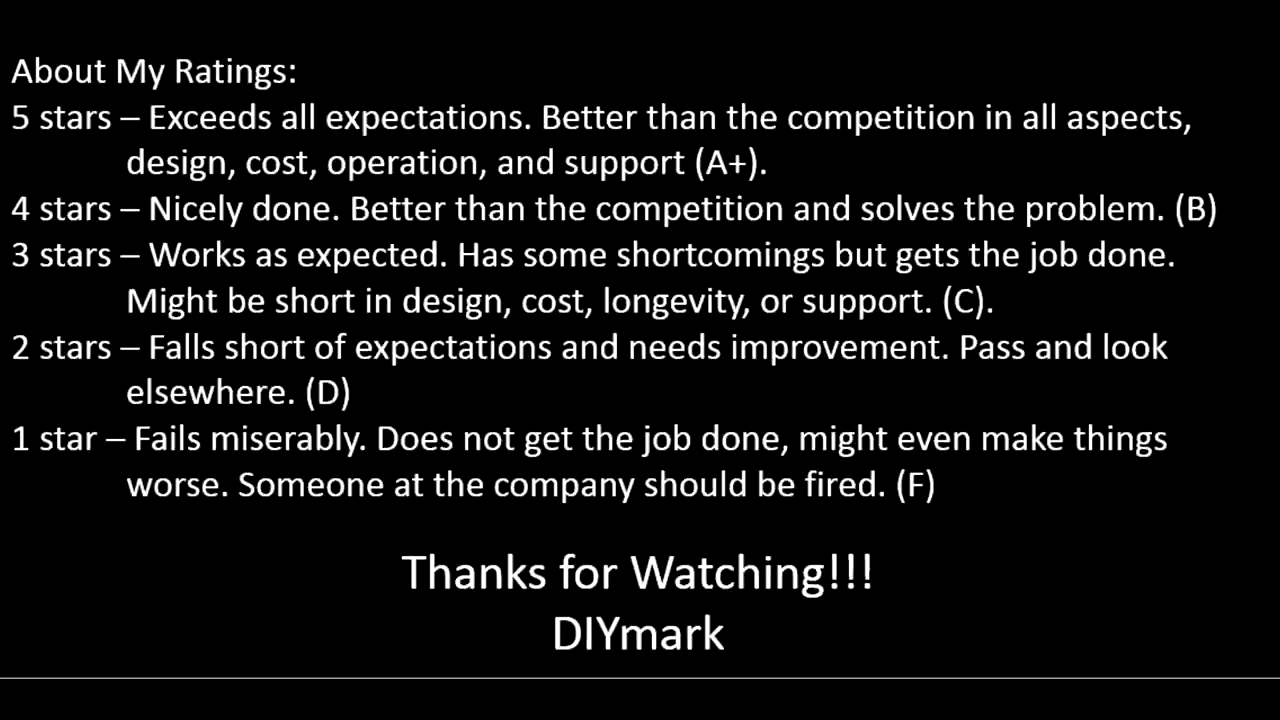 About My Ratings:
5 stars – Exceeds all expectations. Better than the competition in all aspects,
design, cost, operation, and support (A+).
4 stars – Nicely done. Better than the competition and solves the problem. (B)
3 stars – Works as expected. Has some shortcomings but gets the job done.
Might be short in design, cost, longevity, or support. (C).
2 stars – Falls short of expectations and needs improvement. Pass and look
elsewhere. (D)
1 star – Fails miserably. Does not get the job done, might even make things
worse. Someone at the company should be fired. (F)
Thanks for Watching!!!
DIYmark